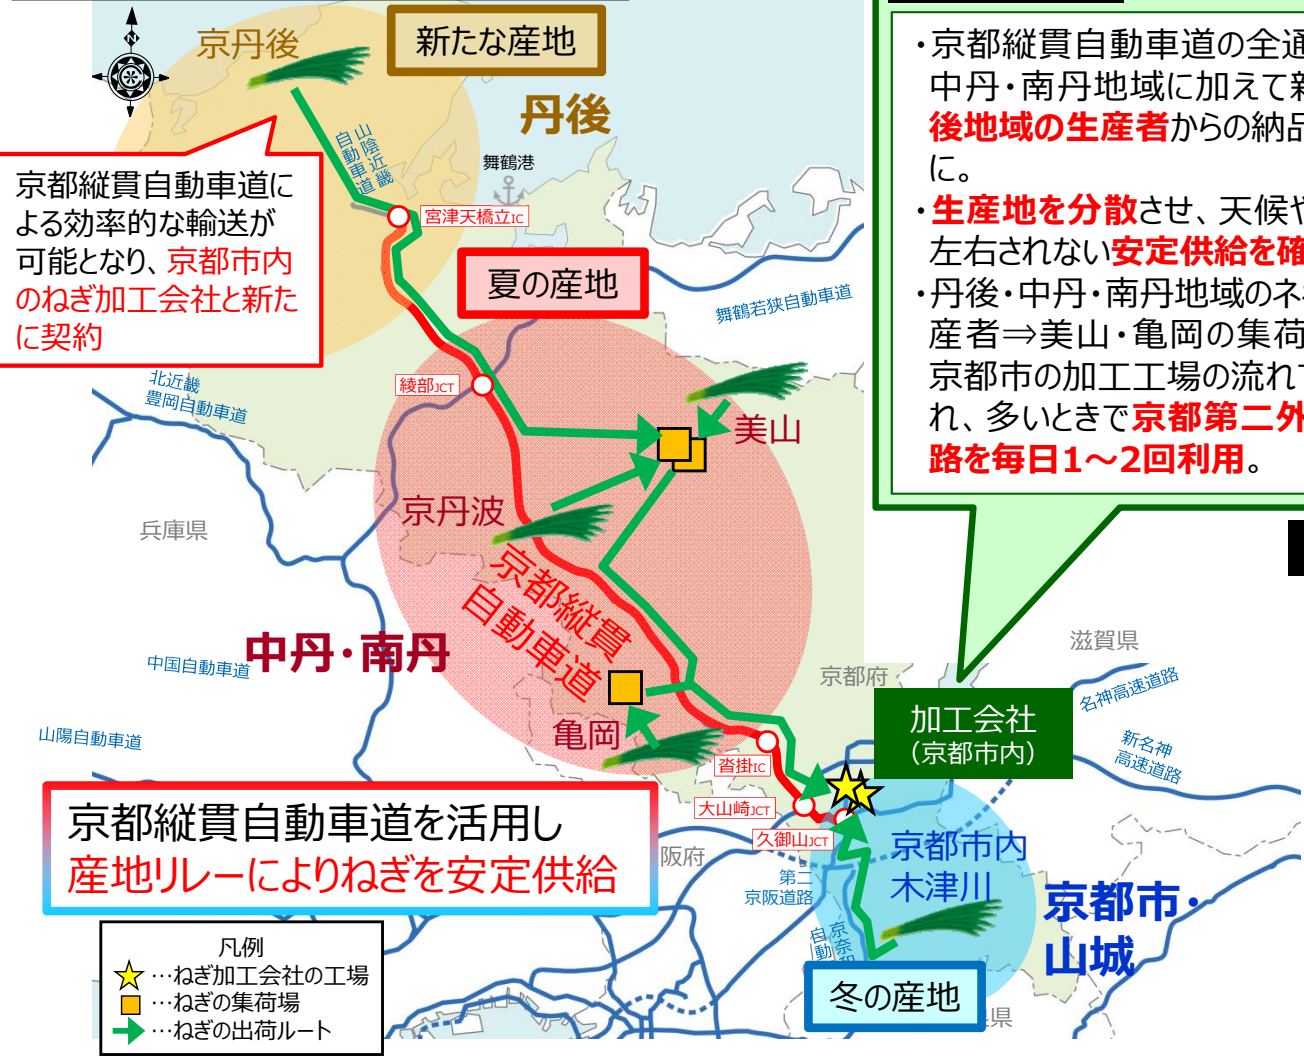 京丹後
新たな産地
丹後
山陰近畿
自動車道
舞鶴港
京都縦貫自動車道に
よる効率的な輸送が
可能となり、京都市内
のねぎ加工会社と新た
に契約
宮津天橋立IC
夏の産地
舞鶴若狭自動車道
・京都縦貫自動車道の全通
中丹・南丹地域に加えて新
後地域の生産者からの納品
に。
・生産地を分散させ、天候や
左右されない安定供給を確
・丹後・中丹・南丹地域のネ
産者⇒美山・亀岡の集荷
京都市の加工工場の流れで
れ、多いときで京都第二外
路を毎日1～2回利用。
北近畿
豊岡自動車道
綾部JCT
美山
京丹波
兵庫県
京都縦貫
自動車道
中丹・南丹
中国自動車道
亀岡
山陽自動車道
京都府
滋賀県
名神高速道路
新名神
高速道路
加工会社
（京都市内）
沓掛IC
大山崎JCT
久御山JCT
京都縦貫自動車道を活用し
産地リレーによりねぎを安定供給
阪府
第二
京阪道路
京都市内
木津川
京都市・
山城
京奈和
自動
冬の産地
県
凡例
…ねぎ加工会社の工場
…ねぎの集荷場
…ねぎの出荷ルート